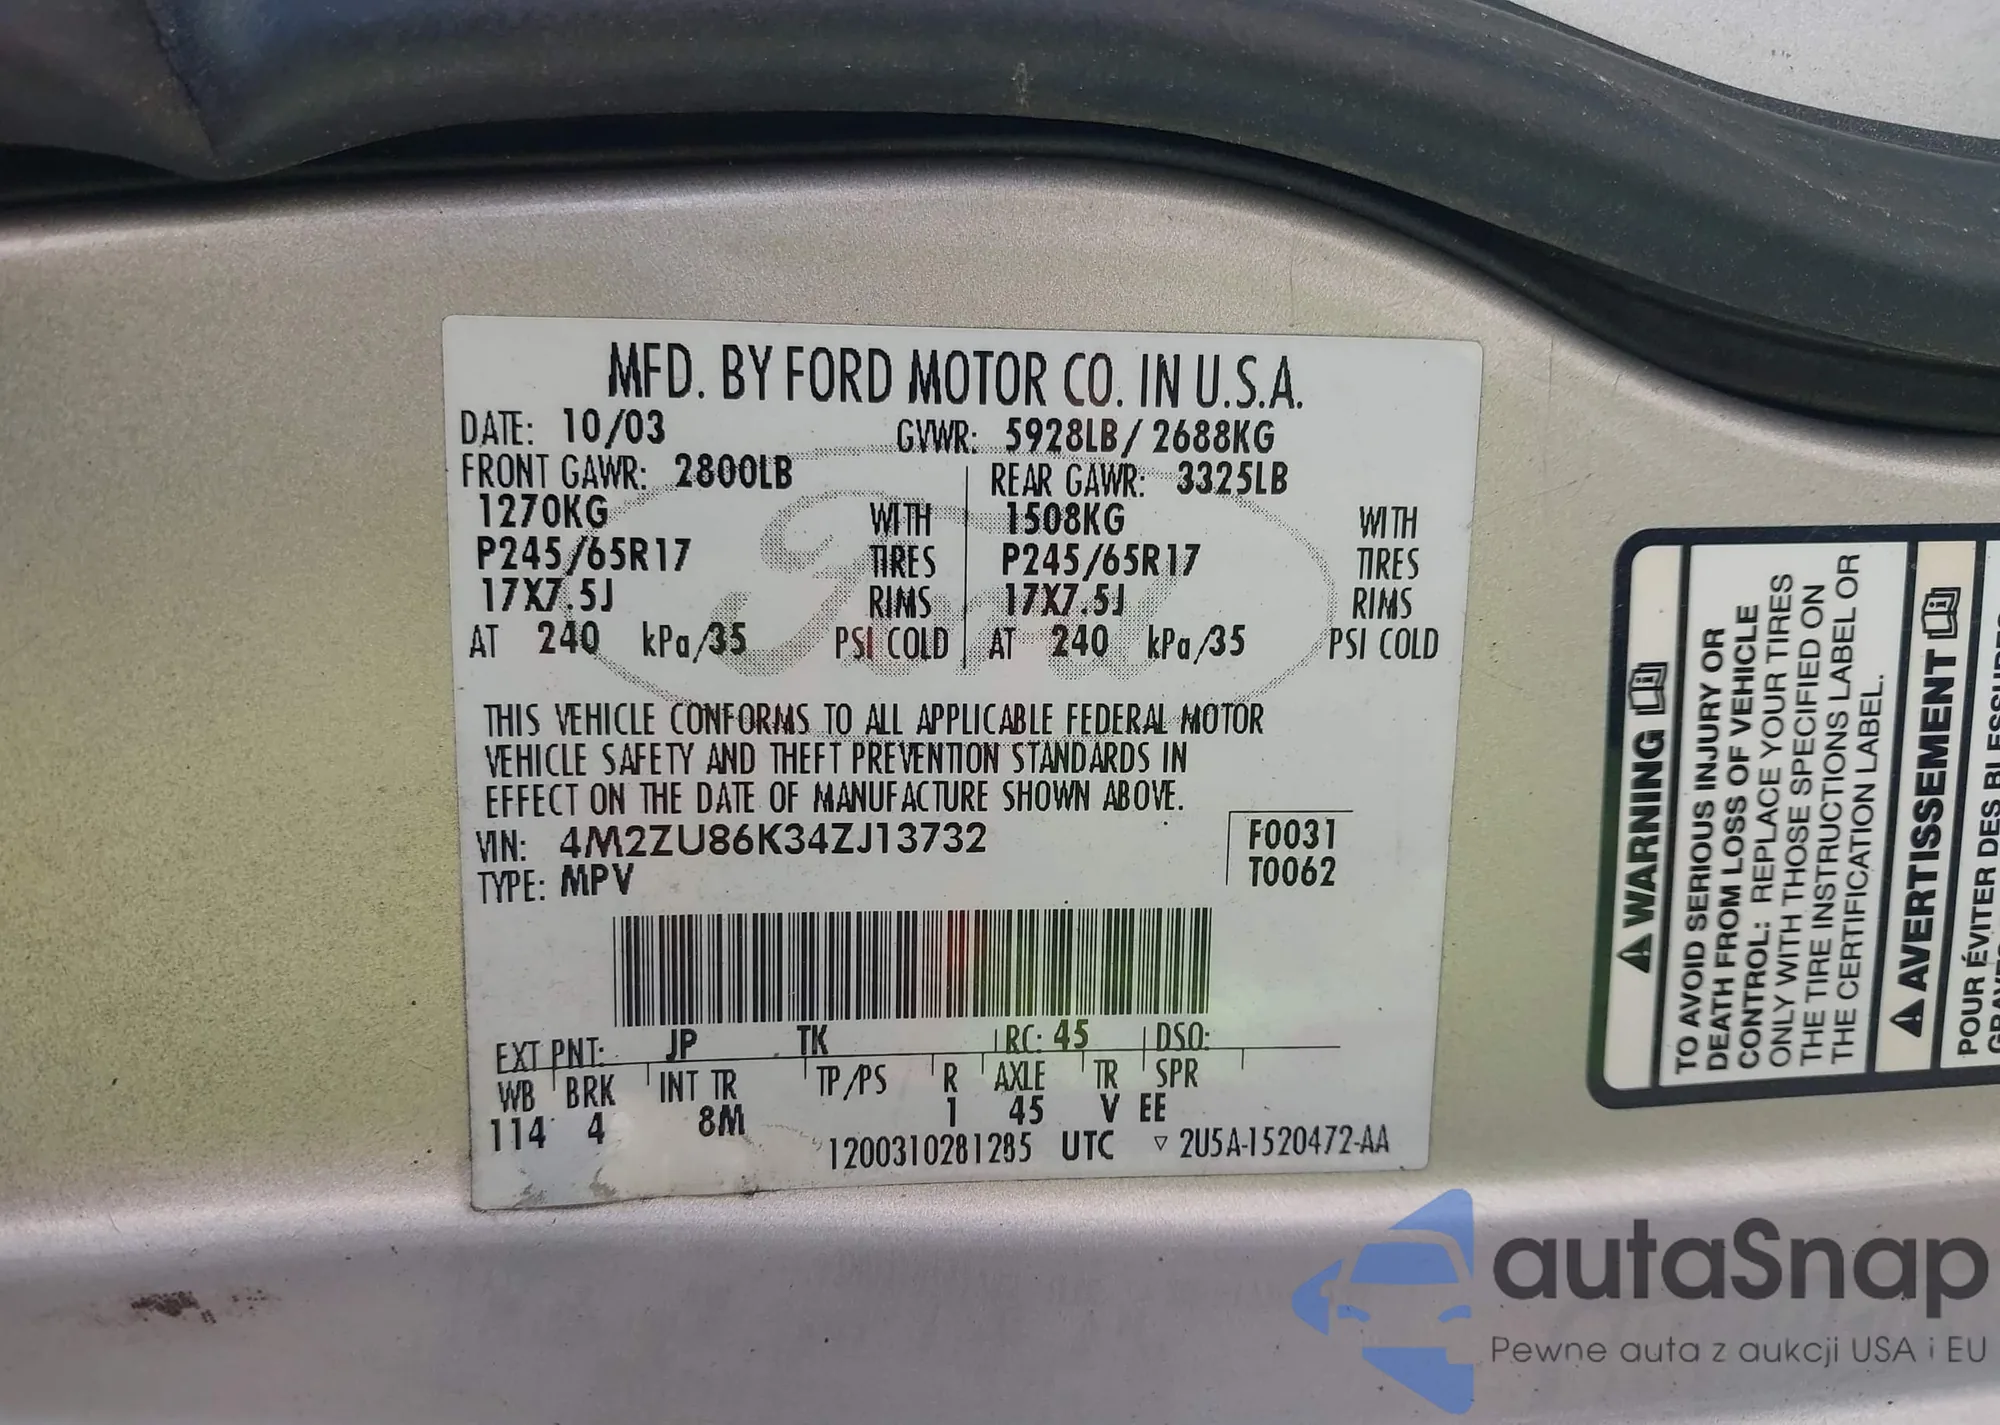 MFD. BY FORD MOTOR CO. IN U.S.A.
DATE: 10/03 GVWR: 5928LB/2688KG
FRONT GAWR: 2800LB REAR GAWR: 3325LB
1270KG WITH 1508KG WITH
P245/65R17 TIRES P245/65R17 TIRES
17X7.5J RIMS 17X7.5J RIMS
AT 240 kPa/35 PSI COLD AT 240 kPa/35 PSI COLD
THIS VEHICLE CONFORMS TO ALL APPLICABLE FEDERAL MOTOR
VEHICLE SAFETY AND THEFT PREVENTION STANDARDS IN
EFFECT ON THE DATE OF MANUFACTURE SHOWN ABOVE.
VIN: 4M2ZU86K34ZJ13732 F0031
TYPE: MPV T0062
EXT PNT: JP TK RC: 45 DSO:
WB BRK INT TR TP/PS R AXLE TR SPR
114 4 8M 1 45 V EE
1200310281285 UTC ▽ 2U5A-1520472-AA
Ford
⚠WARNING
TO AVOID SERIOUS INJURY OR
DEATH FROM LOSS OF VEHICLE
CONTROL: REPLACE YOUR TIRES
ONLY WITH THOSE SPECIFIED ON
THE TIRE INSTRUCTIONS LABEL OR
THE CERTIFICATION LABEL.
⚠AVERTISSEMENT
POUR ÉVITER DES BLESSURES
autaSnap
Pewne auta z aukcji USA i EU